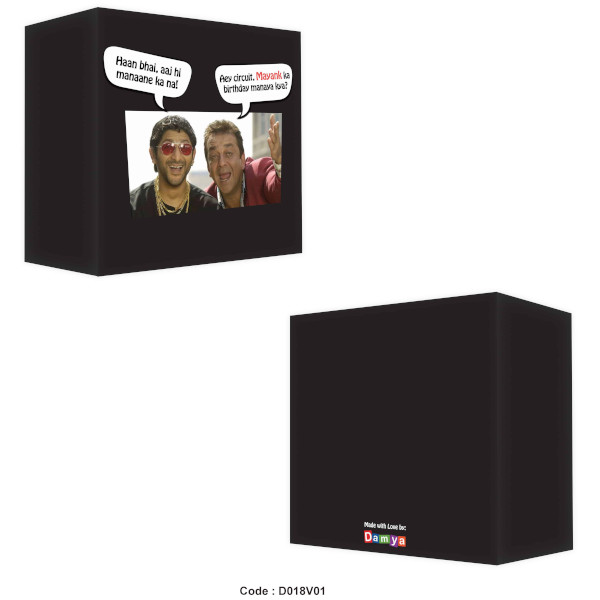 Haan bhai, aaj hi
manaane ka na!
Aey circuit, Mayank ka
birthday manaya kya?
Made with Love by:
Damya
Code : D018V01